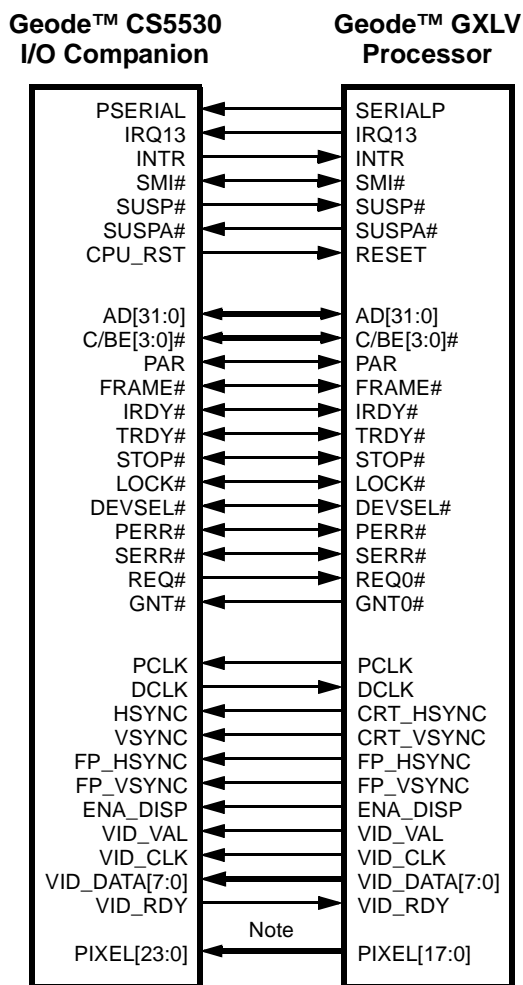 Geode™ CS5530 Geode™ GXLV
I/O Companion Processor
PSERIAL SERIALP
IRQ13 IRQ13
INTR INTR
SMI# SMI#
SUSP# SUSP#
SUSPA# SUSPA#
CPU_RST RESET
AD[31:0] AD[31:0]
C/BE[3:0]# C/BE[3:0]#
PAR PAR
FRAME# FRAME#
IRDY# IRDY#
TRDY# TRDY#
STOP# STOP#
LOCK# LOCK#
DEVSEL# DEVSEL#
PERR# PERR#
SERR# SERR#
REQ# REQ0#
GNT# GNT0#
PCLK PCLK
DCLK DCLK
HSYNC CRT_HSYNC
VSYNC CRT_VSYNC
FP_HSYNC FP_HSYNC
FP_VSYNC FP_VSYNC
ENA_DISP ENA_DISP
VID_VAL VID_VAL
VID_CLK VID_CLK
VID_DATA[7:0] VID_DATA[7:0]
VID_RDY VID_RDY
Note
PIXEL[23:0] PIXEL[17:0]